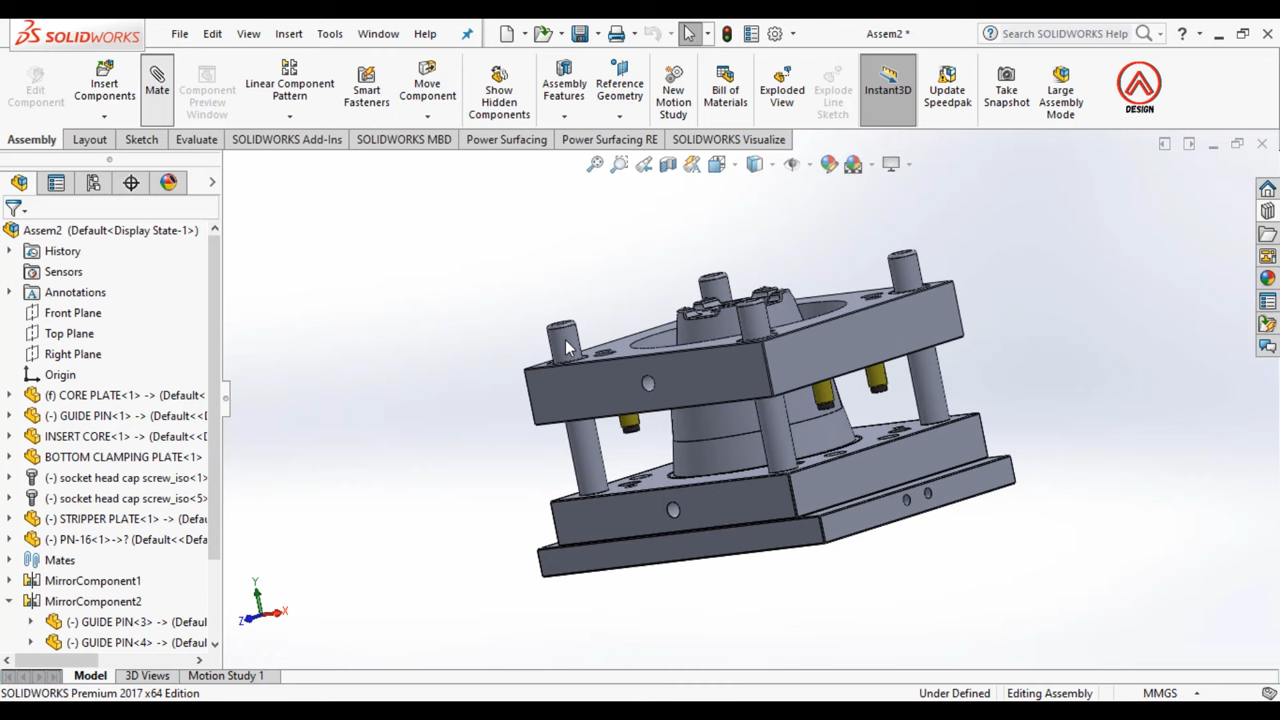 SOLIDWORKS
File Edit View Insert Tools Window Help
Assem2 *
Search SOLIDWORKS Help
Edit Component
Insert Components
Mate
Component Preview Window
Linear Component Pattern
Smart Fasteners
Move Component
Show Hidden Components
Assembly Features
Reference Geometry
New Motion Study
Bill of Materials
Exploded View
Explode Line Sketch
Instant3D
Update Speedpak
Take Snapshot
Large Assembly Mode
DESIGN
Assembly Layout Sketch Evaluate SOLIDWORKS Add-Ins SOLIDWORKS MBD Power Surfacing Power Surfacing RE SOLIDWORKS Visualize
Assem2 (Default<Display State-1>)
History
Sensors
Annotations
Front Plane
Top Plane
Right Plane
Origin
(f) CORE PLATE<1> -> (Default<
(-) GUIDE PIN<1> -> (Default<<D
INSERT CORE<1> -> (Default<<
BOTTOM CLAMPING PLATE<1>
(-) socket head cap screw_iso<1>
(-) socket head cap screw_iso<5>
(-) STRIPPER PLATE<1> -> (Defau
(-) PN-16<1>->? (Default<<Defa
Mates
MirrorComponent1
MirrorComponent2
(-) GUIDE PIN<3> -> (Defaul
(-) GUIDE PIN<4> -> (Defaul
Y
X
Z
Model 3D Views Motion Study 1
SOLIDWORKS Premium 2017 x64 Edition
Under Defined Editing Assembly MMGS